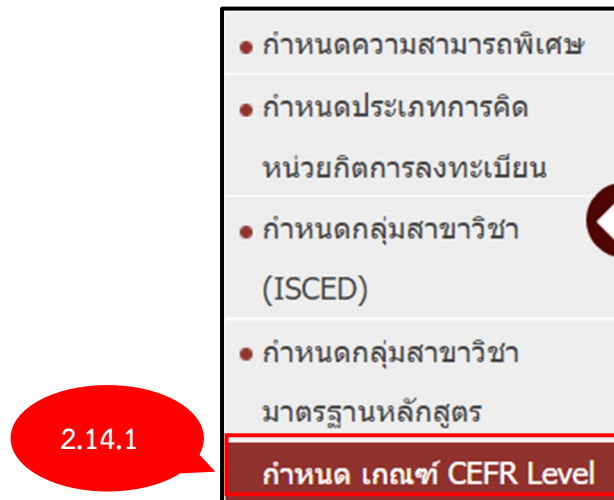 กำหนดความสามารถพิเศษ
กำหนดประเภทการคิด
หน่วยกิตการลงทะเบียน
กำหนดกลุ่มสาขาวิชา
(ISCED)
กำหนดกลุ่มสาขาวิชา
มาตรฐานหลักสูตร
2.14.1
กำหนด เกณฑ์ CEFR Level